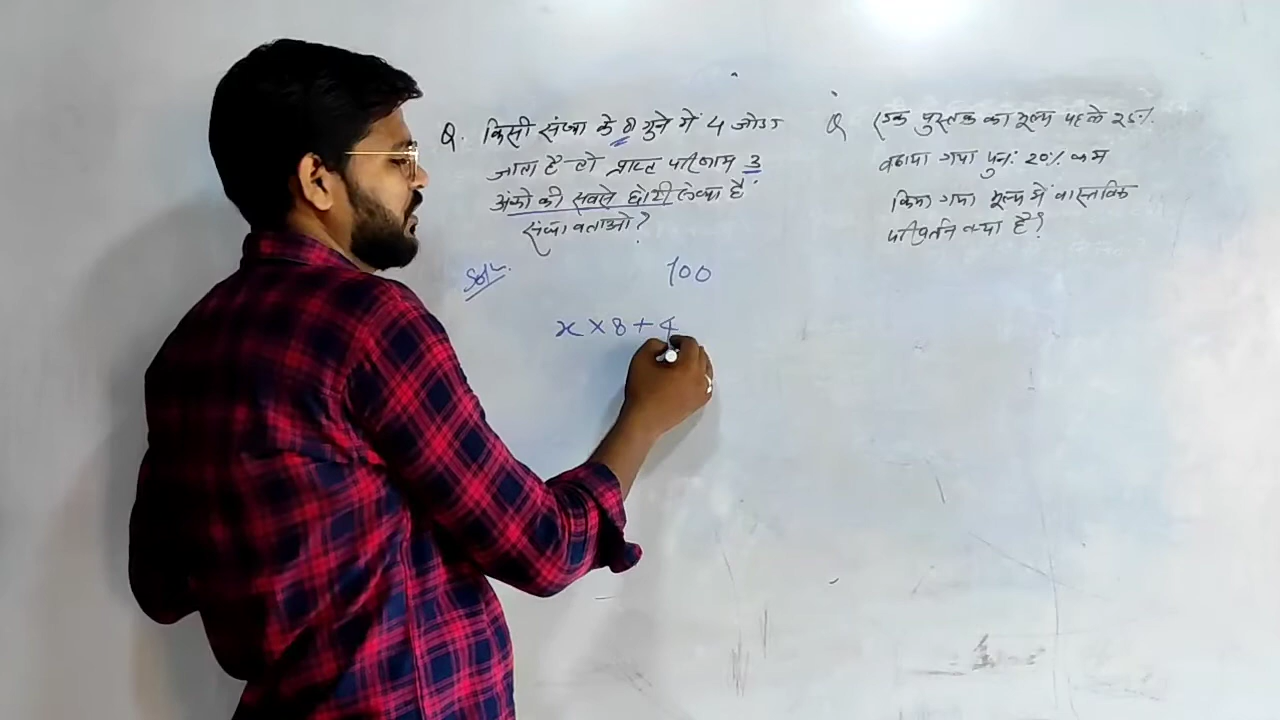 Q. किसी संख्या के 8 गुने में 4 जोडा
जाता है तो प्राप्त परिणाम 3
अंको की सबसे छोटी संख्या है
संख्या बताओ?
Soln.
100
x × 8 + 4
Q एक पुस्तक का मूल्य पहले 25%
बढाया गया पुनः 20% कम
किया गया मूल्य में वास्तविक
परिवर्तन क्या है?